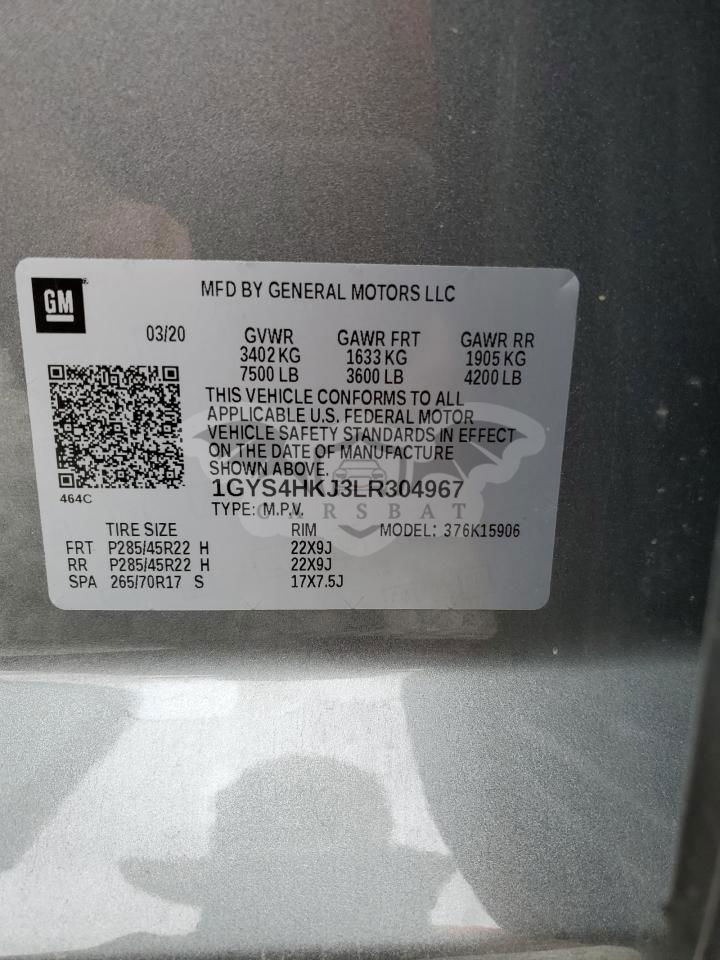 GM
MFD BY GENERAL MOTORS LLC
03/20 GVWR GAWR FRT GAWR RR
3402 KG 1633 KG 1905 KG
7500 LB 3600 LB 4200 LB
THIS VEHICLE CONFORMS TO ALL
APPLICABLE U.S. FEDERAL MOTOR
VEHICLE SAFETY STANDARDS IN EFFECT
ON THE DATE OF MANUFACTURE
SHOWN ABOVE.
464C
1GYS4HKJ3LR304967
TYPE: M.P.V.
CARSBAT
TIRE SIZE RIM MODEL: 376K15906
FRT P285/45R22 H 22X9J
RR P285/45R22 H 22X9J
SPA 265/70R17 S 17X7.5J